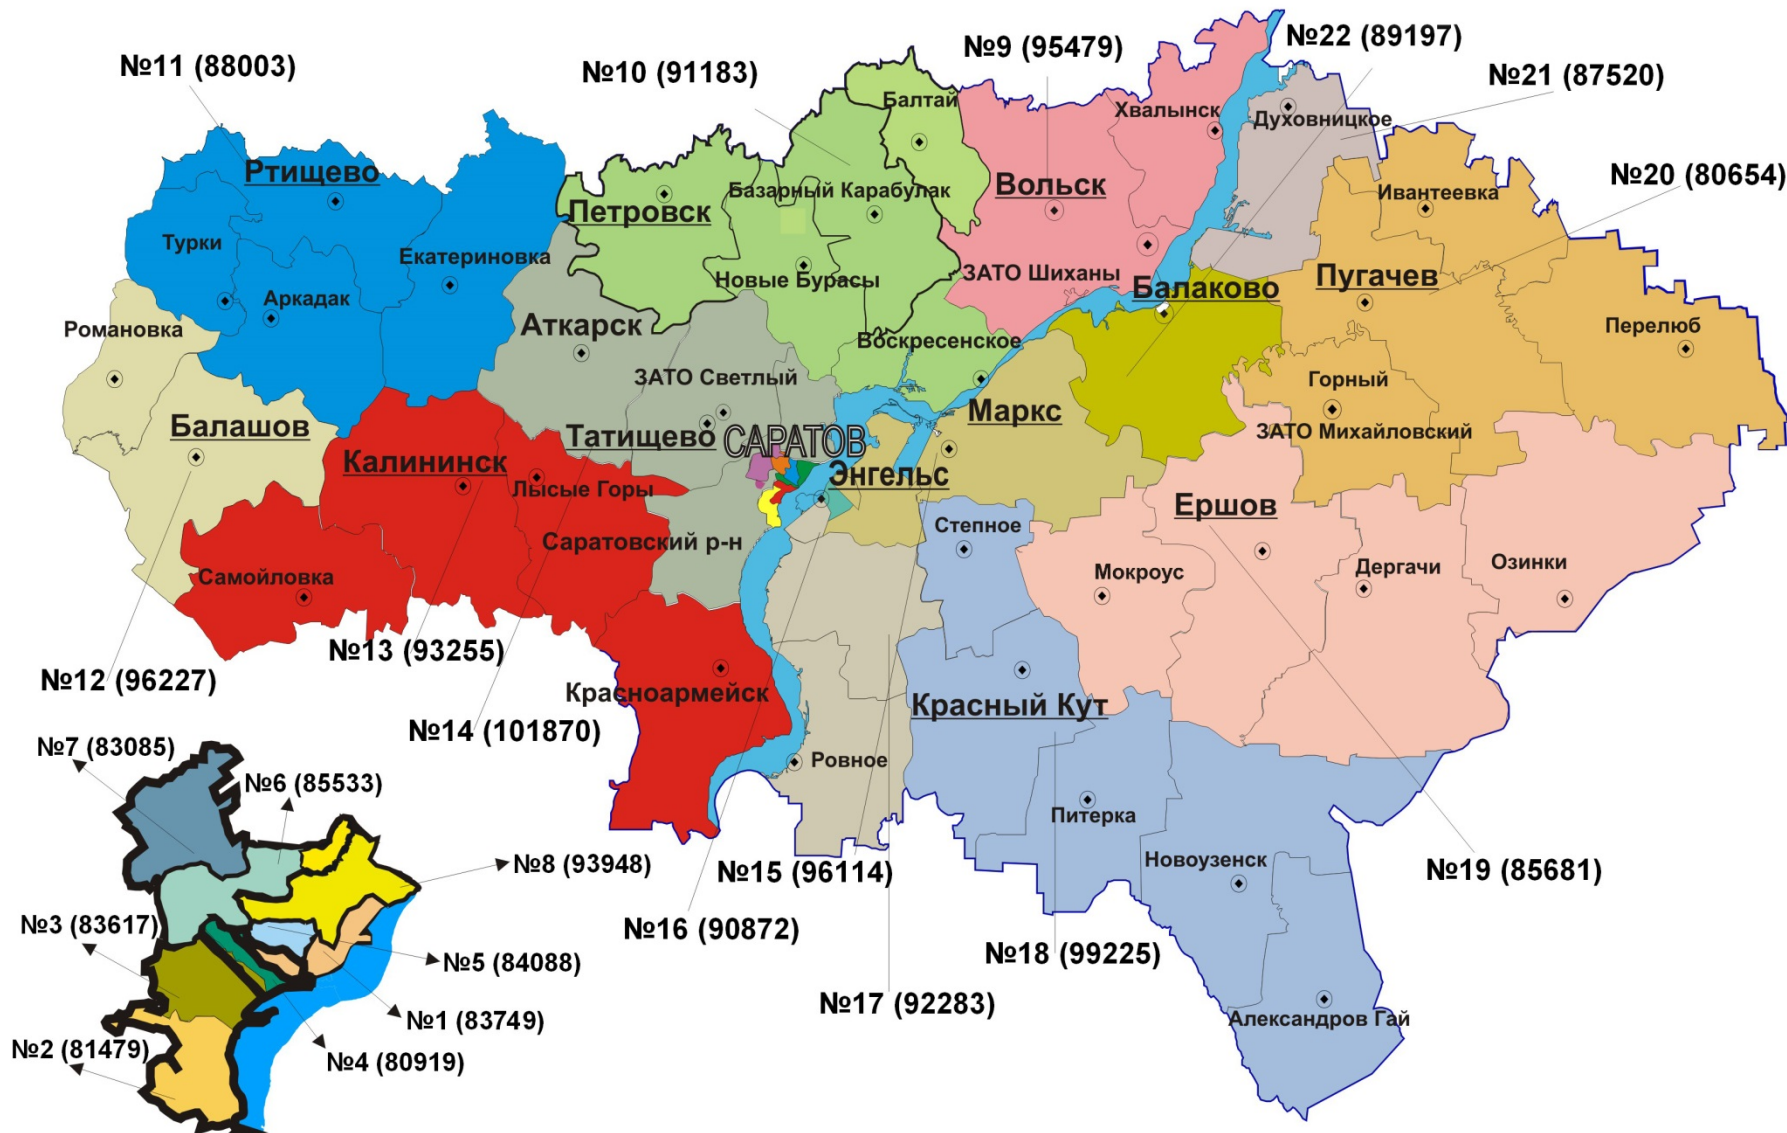 №9 (95479)
№22 (89197)
№11 (88003)
№10 (91183)
№21 (87520)
Балтай
Хвалынск
Духовницкое
Ртищево
Базарный Карабулак
Вольск
Ивантеевка
№20 (80654)
Петровск
Турки
Екатериновка
Новые Бурасы
ЗАТО Шиханы
Пугачев
Балаково
Аркадак
Романовка
Аткарск
Воскресенское
Перелюб
ЗАТО Светлый
Горный
Маркс
Балашов
Татищево
САРАТОВ
ЗАТО Михайловский
Калининск
Лысые Горы
Энгельс
Ершов
Степное
Саратовский р-н
Самойловка
Мокроус
Дергачи
Озинки
№13 (93255)
№12 (96227)
Красноармейск
Красный Кут
№14 (101870)
№7 (83085)
Ровное
№6 (85533)
Питерка
№8 (93948)
№15 (96114)
Новоузенск
№19 (85681)
№3 (83617)
№16 (90872)
№18 (99225)
№5 (84088)
№17 (92283)
№1 (83749)
Александров Гай
№2 (81479)
№4 (80919)